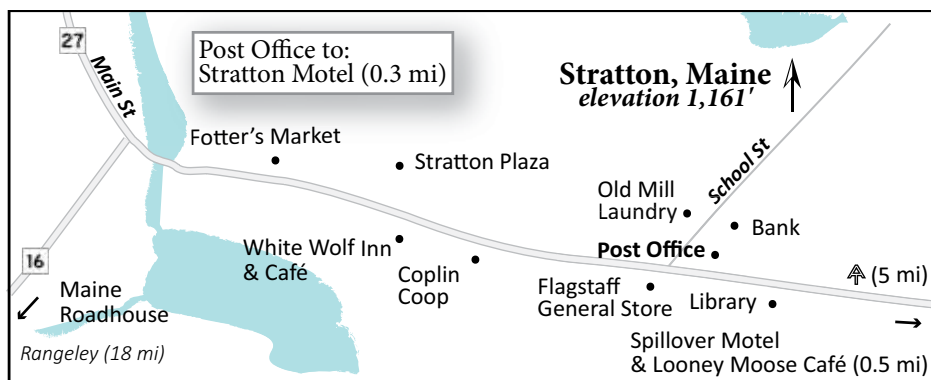 27
Main St
Post Office to:
Stratton Motel (0.3 mi)
Stratton, Maine
elevation 1,161'
Fotter's Market
Stratton Plaza
School St
Old Mill
Laundry
Bank
Post Office
White Wolf Inn
& Café
Coplin
Coop
16
Maine
Roadhouse
Rangeley (18 mi)
Flagstaff
General Store
Library
(5 mi)
Spillover Motel
& Looney Moose Café (0.5 mi)